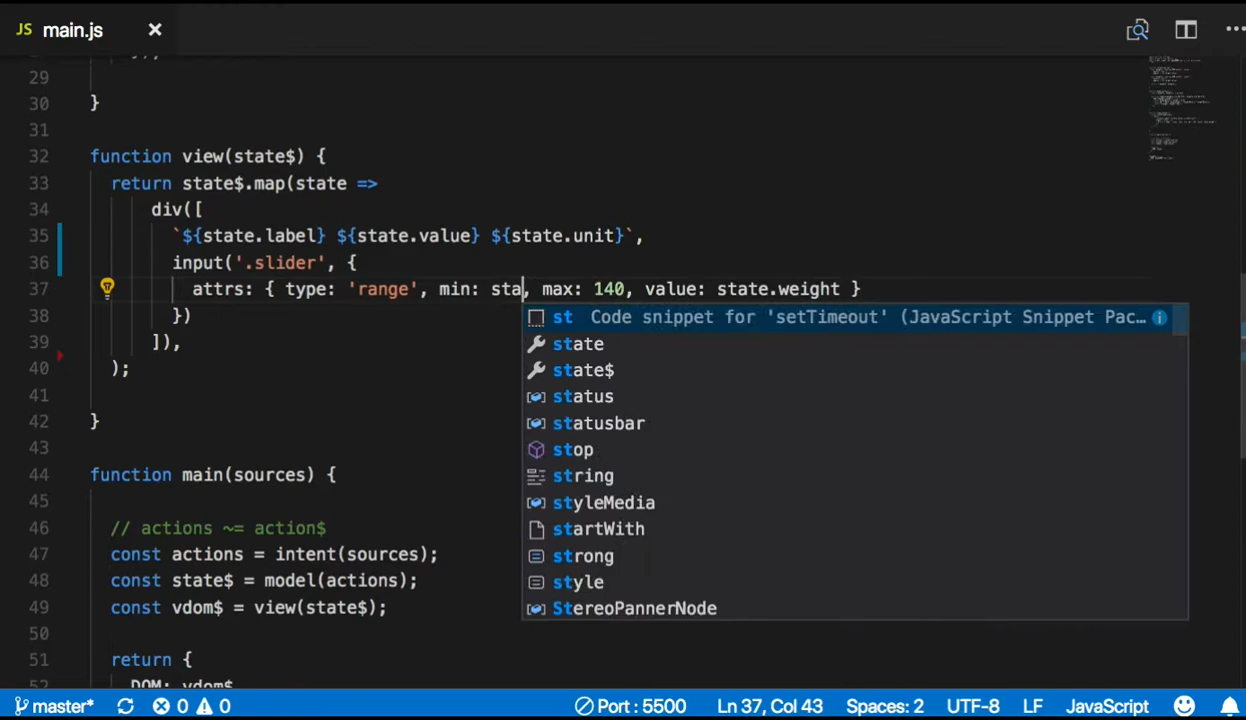 JS main.js ×
29
30 }
31
32 function view(state$) {
33 return state$.map(state =>
34 div([
35 `${state.label} ${state.value} ${state.unit}`,
36 input('.slider', {
37 attrs: { type: 'range', min: sta, max: 140, value: state.weight }
st Code snippet for 'setTimeout' (JavaScript Snippet Pac...
38 })
state
39 ]),
state$
40 );
status
41
statusbar
42 }
stop
43
string
44 function main(sources) {
styleMedia
45
startWith
46 // actions ~= action$
strong
47 const actions = intent(sources);
style
48 const state$ = model(actions);
StereoPannerNode
49 const vdom$ = view(state$);
50
51 return {
52 DOM: vdom$
master* 0 0 Port : 5500 Ln 37, Col 43 Spaces: 2 UTF-8 LF JavaScript